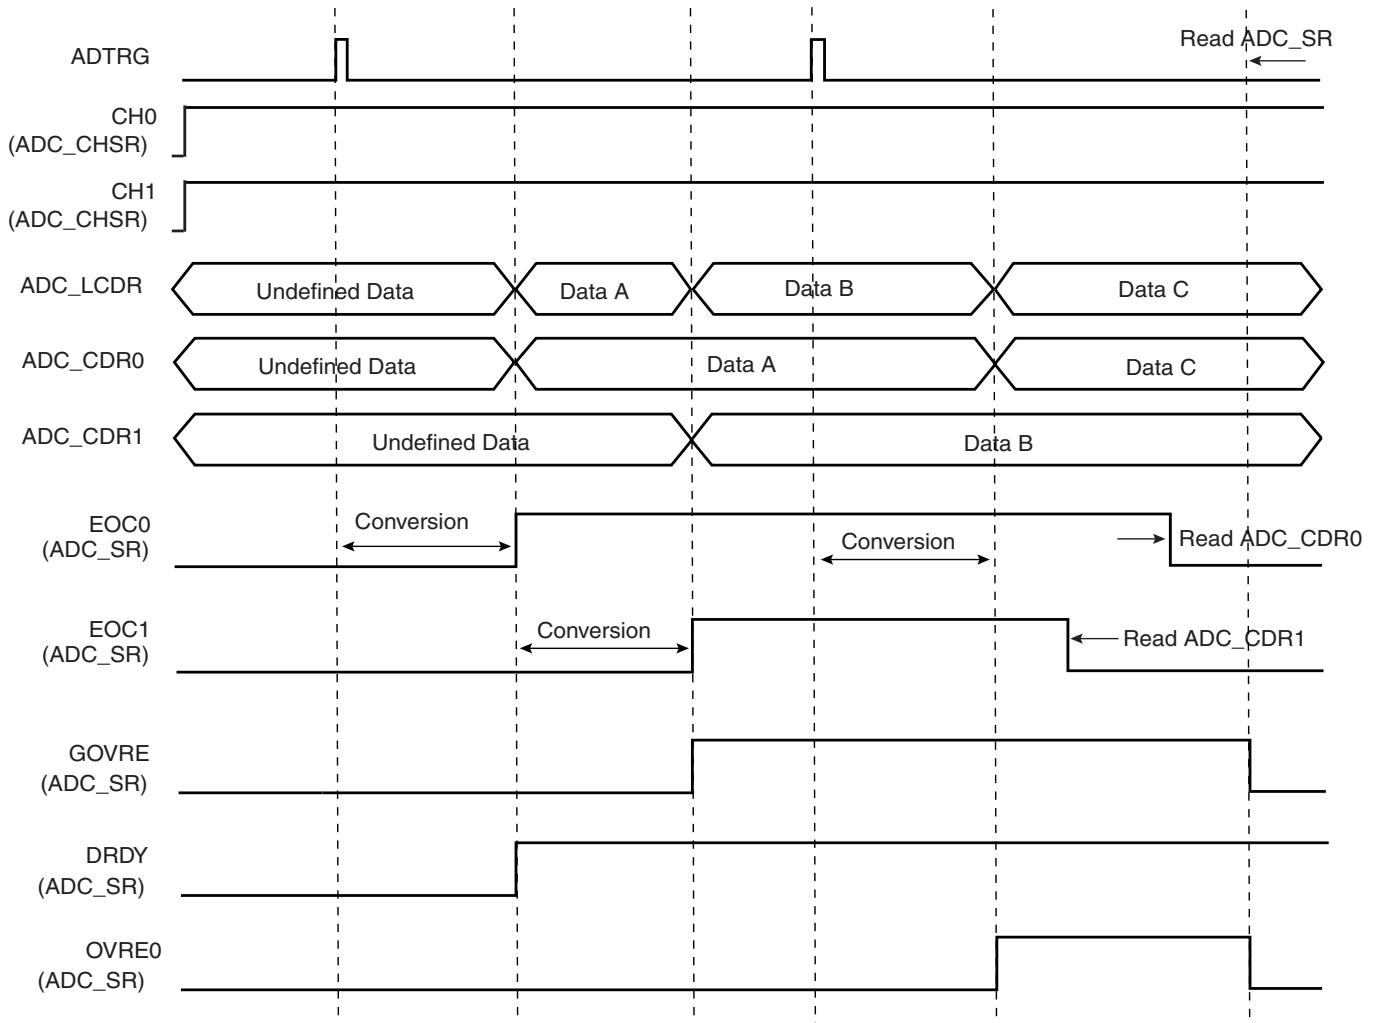 Read ADC_SR
ADTRG
CH0
(ADC_CHSR)
CH1
(ADC_CHSR)
ADC_LCDR
Undefined Data
Data A
Data B
Data C
ADC_CDR0
Undefined Data
Data A
Data C
ADC_CDR1
Undefined Data
Data B
EOC0
(ADC_SR)
Conversion
Conversion
Read ADC_CDR0
EOC1
(ADC_SR)
Conversion
Read ADC_CDR1
GOVRE
(ADC_SR)
DRDY
(ADC_SR)
OVRE0
(ADC_SR)